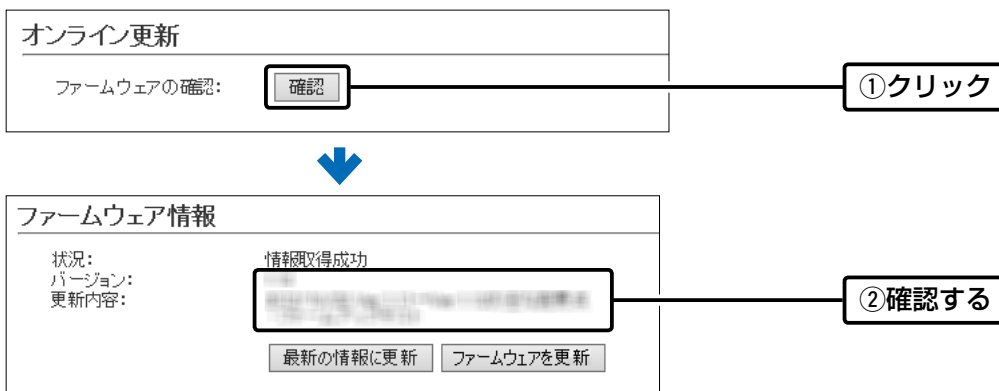 オンライン更新
ファームウェアの確認: 確認
①クリック
ファームウェア情報
状況: 情報取得成功
バージョン:
更新内容:
②確認する
最新の情報に更新 ファームウェアを更新